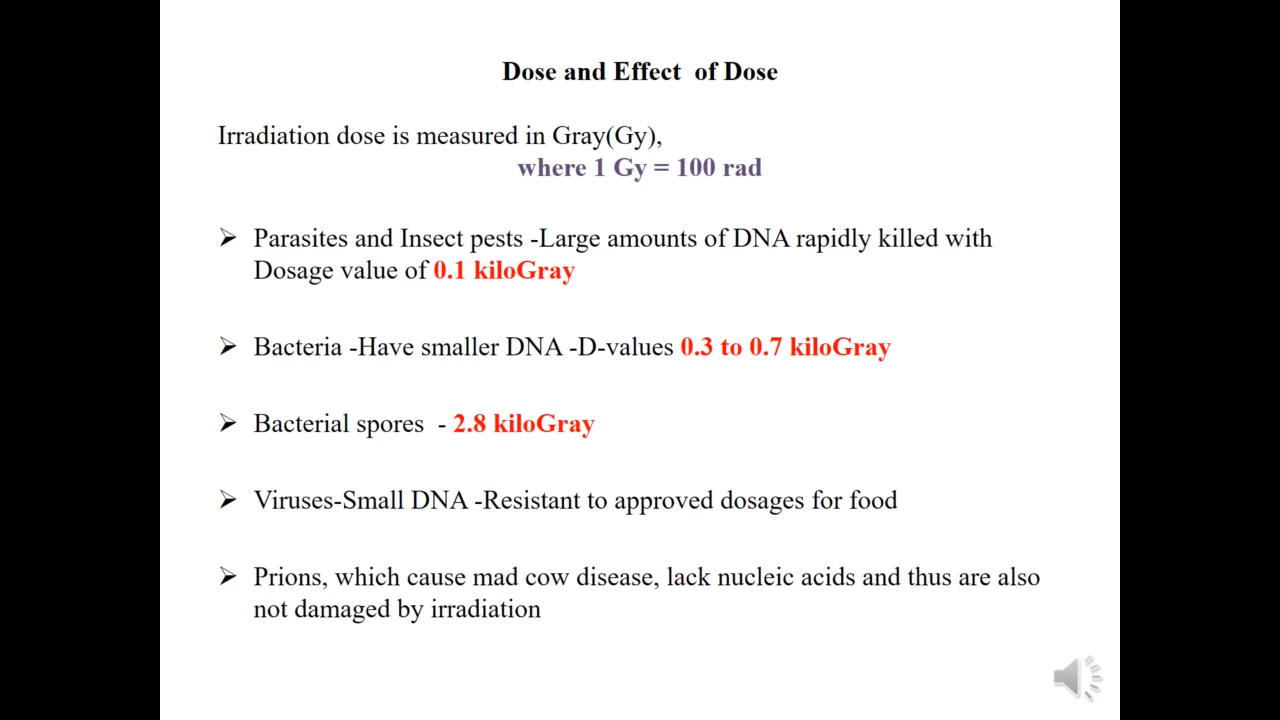 Dose and Effect of Dose
Irradiation dose is measured in Gray(Gy),
where 1 Gy = 100 rad
➢ Parasites and Insect pests -Large amounts of DNA rapidly killed with
Dosage value of 0.1 kiloGray
➢ Bacteria -Have smaller DNA -D-values 0.3 to 0.7 kiloGray
➢ Bacterial spores - 2.8 kiloGray
➢ Viruses-Small DNA -Resistant to approved dosages for food
➢ Prions, which cause mad cow disease, lack nucleic acids and thus are also
not damaged by irradiation